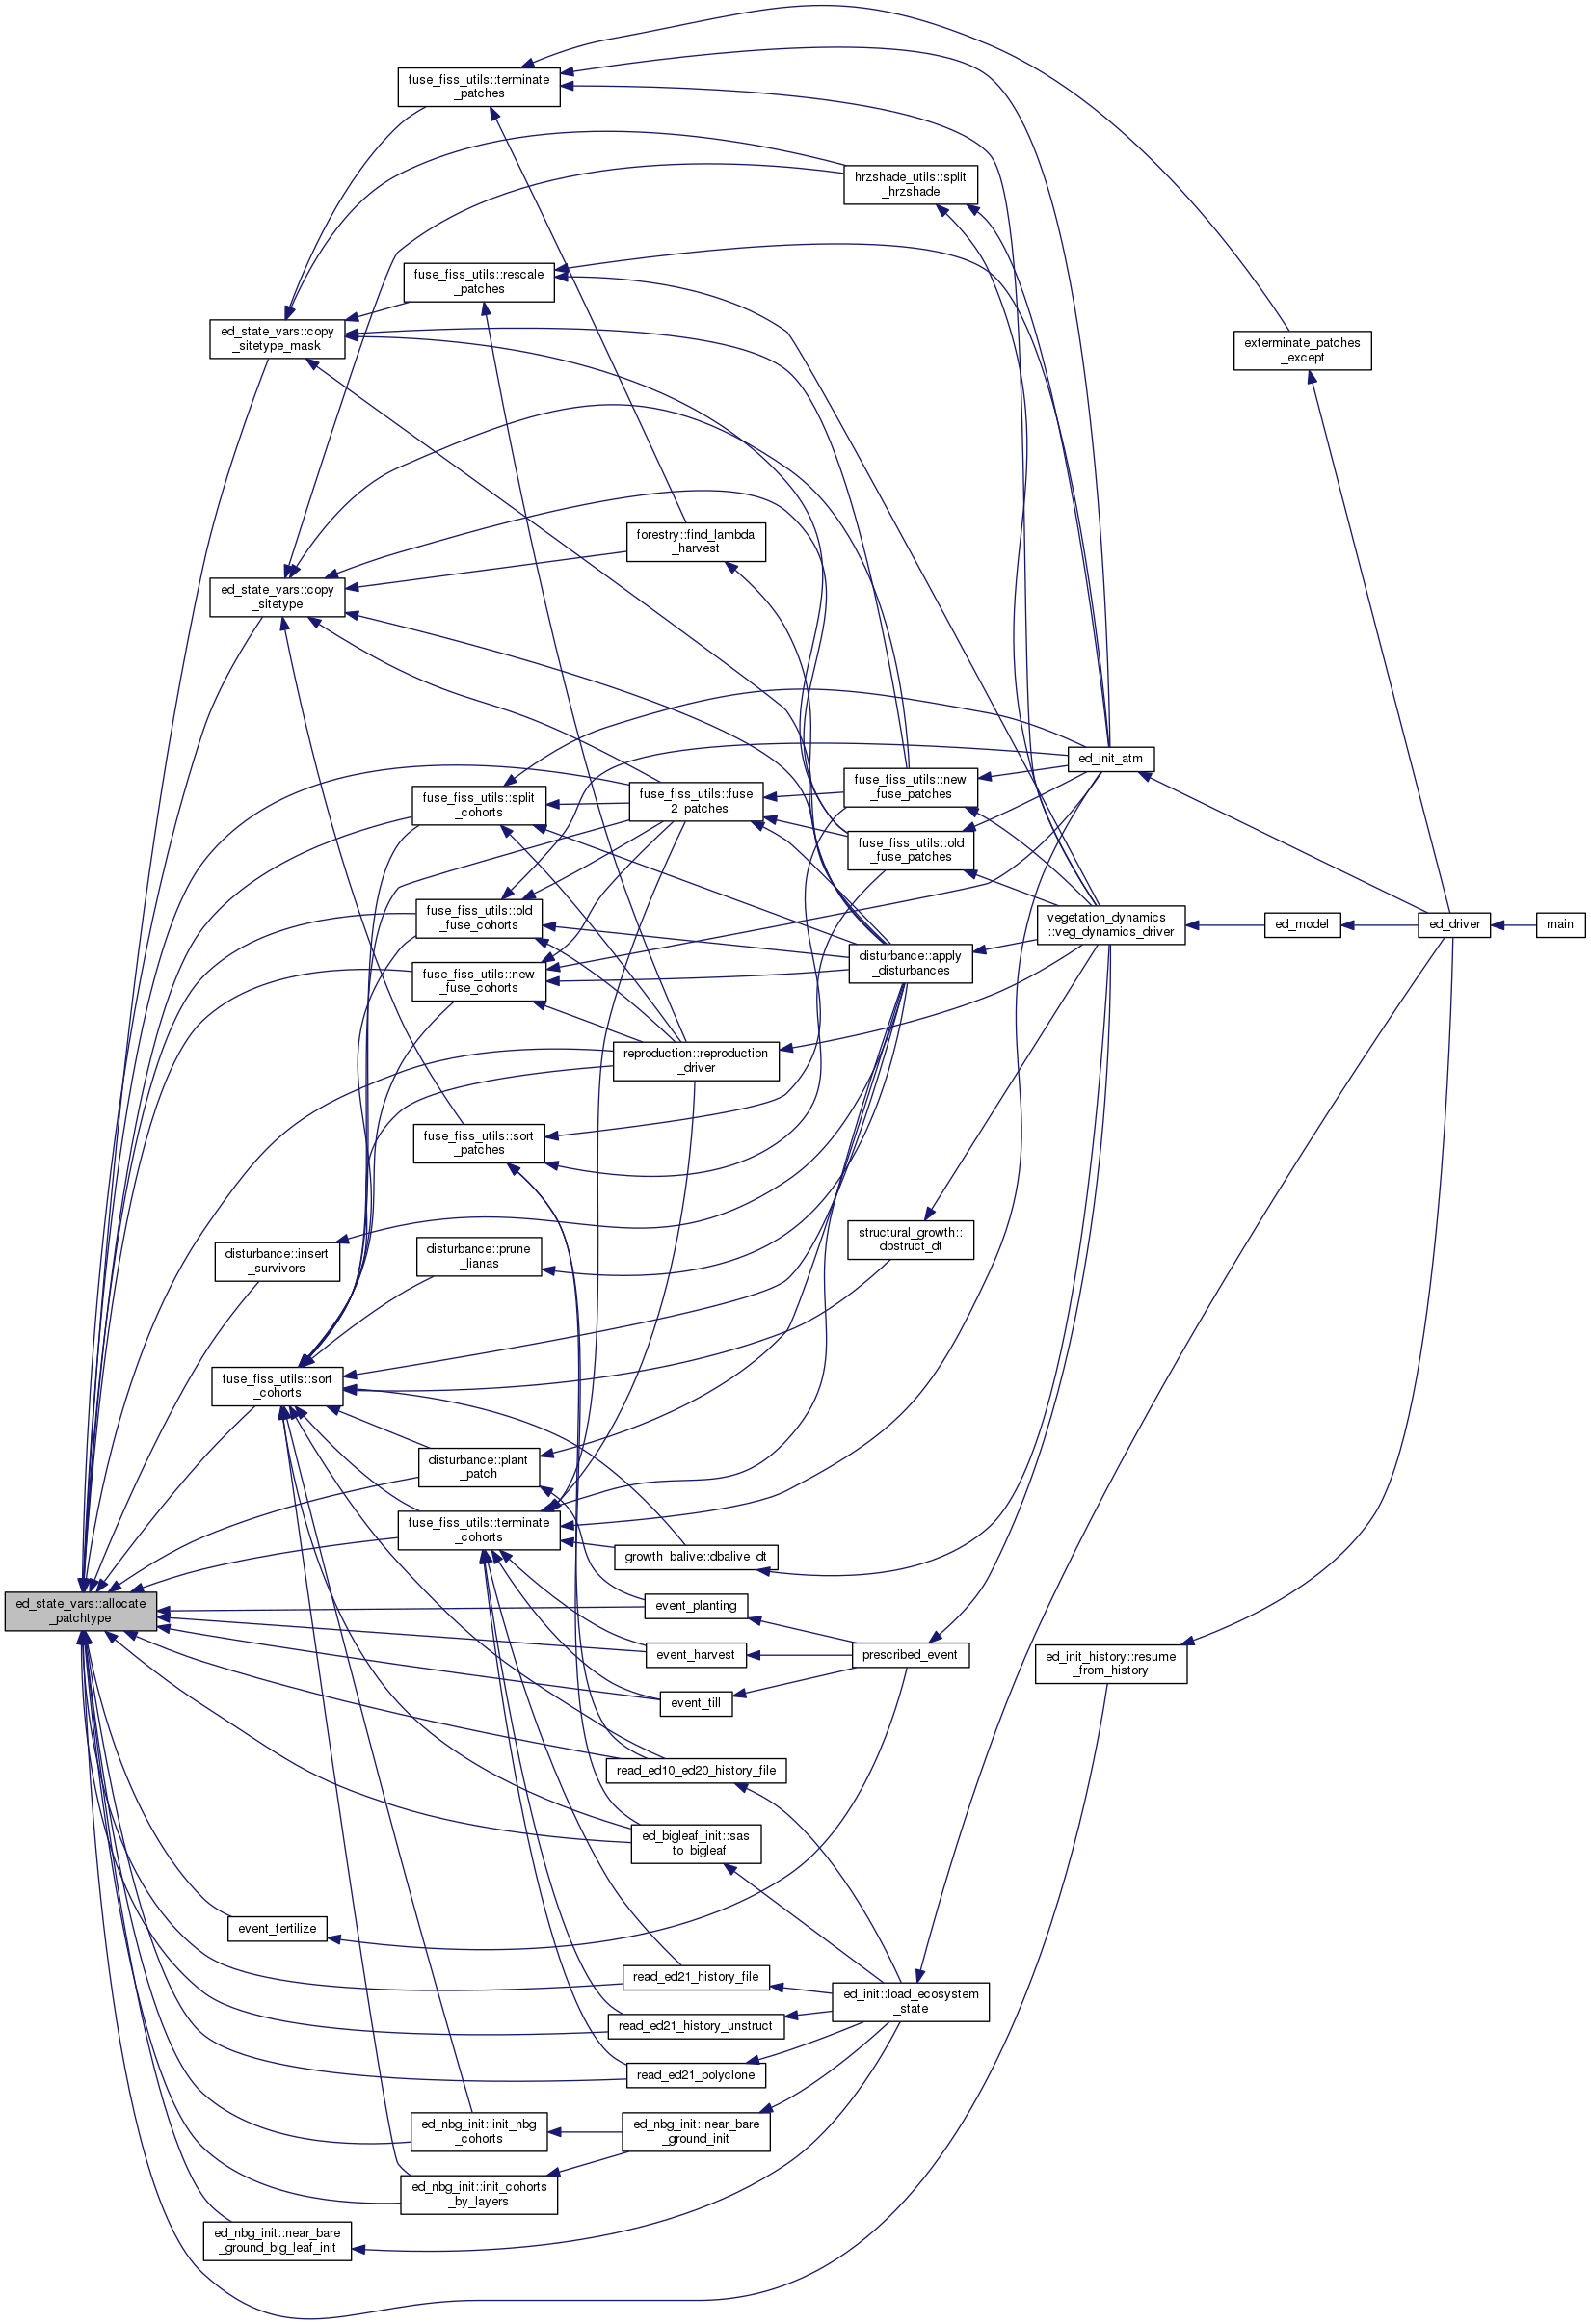 fuse_fiss_utils::terminate
_patches
hrzshade_utils::split
_hrzshade
fuse_fiss_utils::rescale
_patches
ed_state_vars::copy
_sitetype_mask
exterminate_patches
_except
forestry::find_lambda
_harvest
ed_state_vars::copy
_sitetype
ed_init_atm
fuse_fiss_utils::new
_fuse_patches
fuse_fiss_utils::fuse
_2_patches
fuse_fiss_utils::split
_cohorts
fuse_fiss_utils::old
_fuse_patches
fuse_fiss_utils::old
_fuse_cohorts
vegetation_dynamics
::veg_dynamics_driver
ed_model
ed_driver
main
disturbance::apply
_disturbances
fuse_fiss_utils::new
_fuse_cohorts
reproduction::reproduction
_driver
fuse_fiss_utils::sort
_patches
structural_growth::
dbstruct_dt
disturbance::insert
_survivors
disturbance::prune
_lianas
fuse_fiss_utils::sort
_cohorts
disturbance::plant
_patch
fuse_fiss_utils::terminate
_cohorts
growth_balive::dbalive_dt
ed_state_vars::allocate
_patchtype
event_planting
event_harvest
prescribed_event
ed_init_history::resume
_from_history
event_till
read_ed10_ed20_history_file
ed_bigleaf_init::sas
_to_bigleaf
event_fertilize
read_ed21_history_file
ed_init::load_ecosystem
_state
read_ed21_history_unstruct
read_ed21_polyclone
ed_nbg_init::init_nbg
_cohorts
ed_nbg_init::near_bare
_ground_init
ed_nbg_init::init_cohorts
_by_layers
ed_nbg_init::near_bare
_ground_big_leaf_init